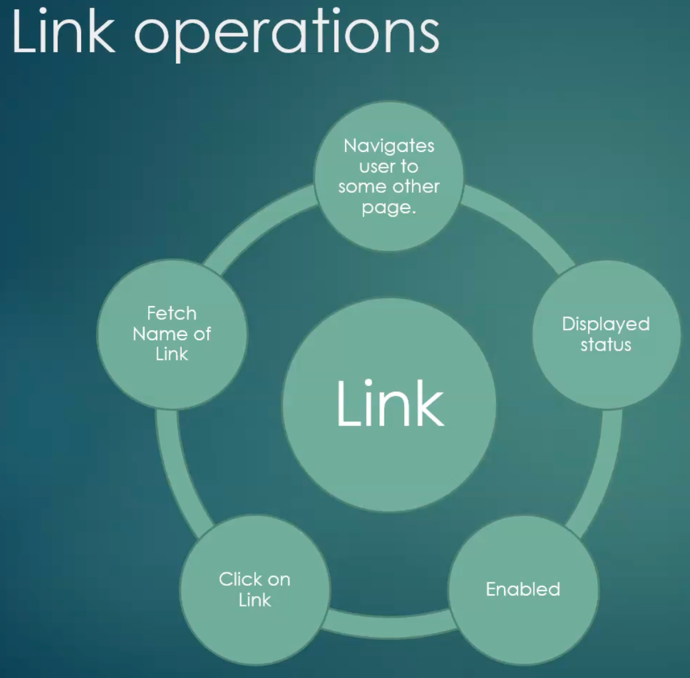 Link operations
Navigates
user to
some other
page.
Displayed
status
Enabled
Click on
Link
Fetch
Name of
Link
Link